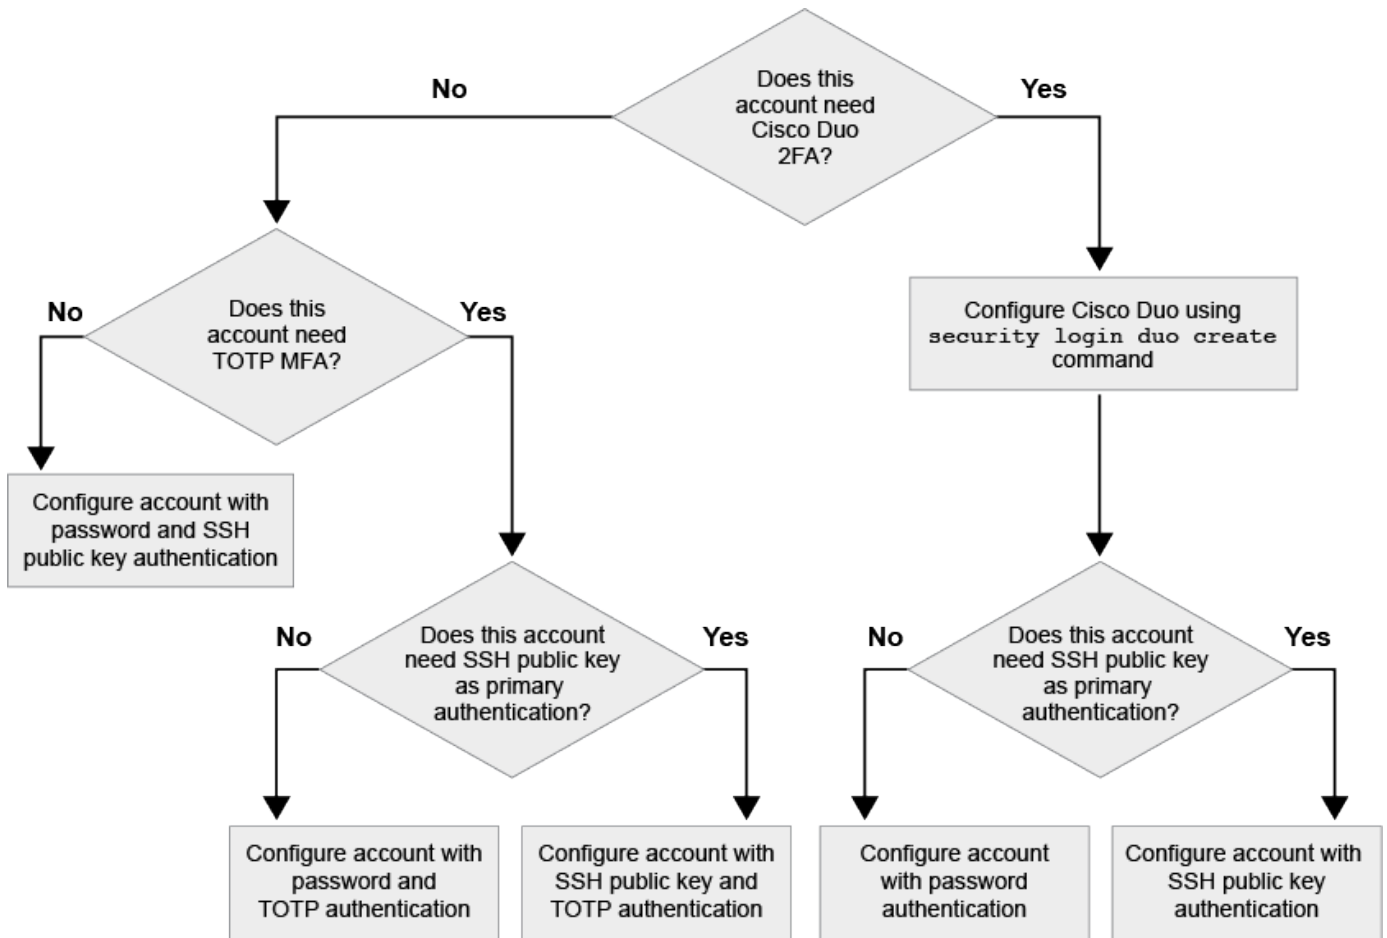 Does this
account need
Cisco Duo
2FA?
No
Yes
Does this
account need
TOTP MFA?
No
Yes
Configure Cisco Duo using
security login duo create
command
Configure account with
password and SSH
public key authentication
Does this account
need SSH public key
as primary
authentication?
No
Yes
Does this account
need SSH public key
as primary
authentication?
No
Yes
Configure account with
password and
TOTP authentication
Configure account with
SSH public key and
TOTP authentication
Configure account
with password
authentication
Configure account with
SSH public key
authentication